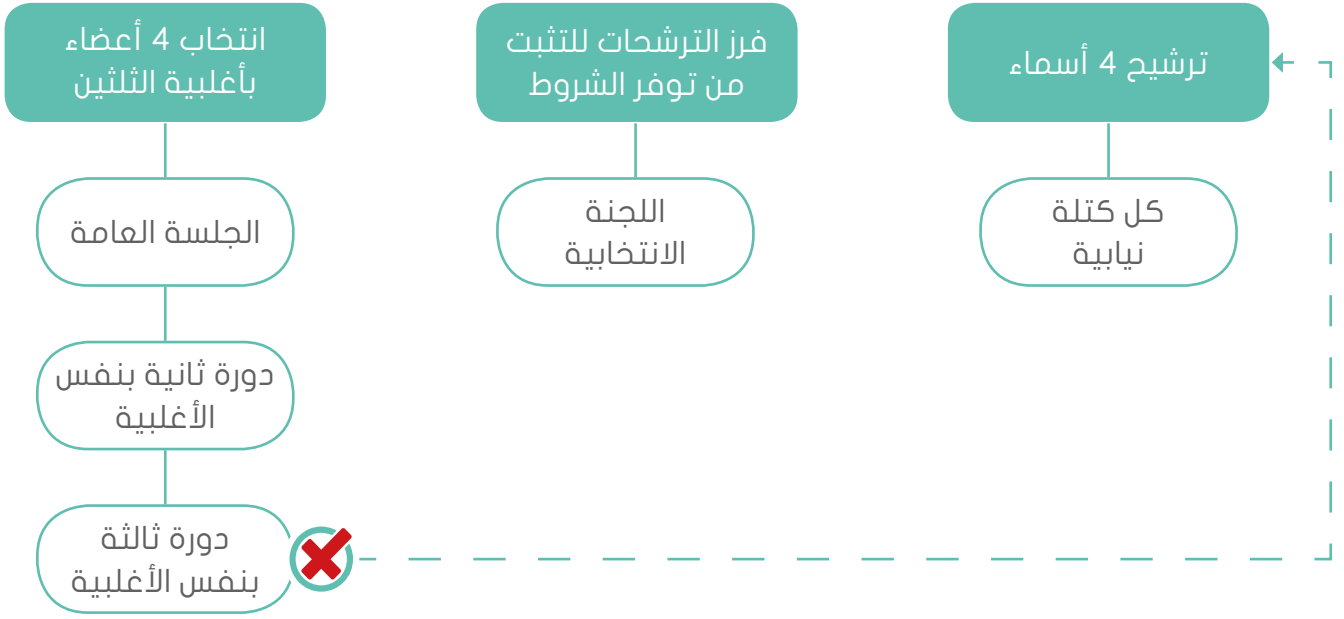 ترشيح 4 أسماء
كل كتلة
نيابية
فرز الترشحات للتثبت
من توفر الشروط
اللجنة
الانتخابية
انتخاب 4 أعضاء
بأغلبية الثلثين
الجلسة العامة
دورة ثانية بنفس
الأغلبية
دورة ثالثة
بنفس الأغلبية